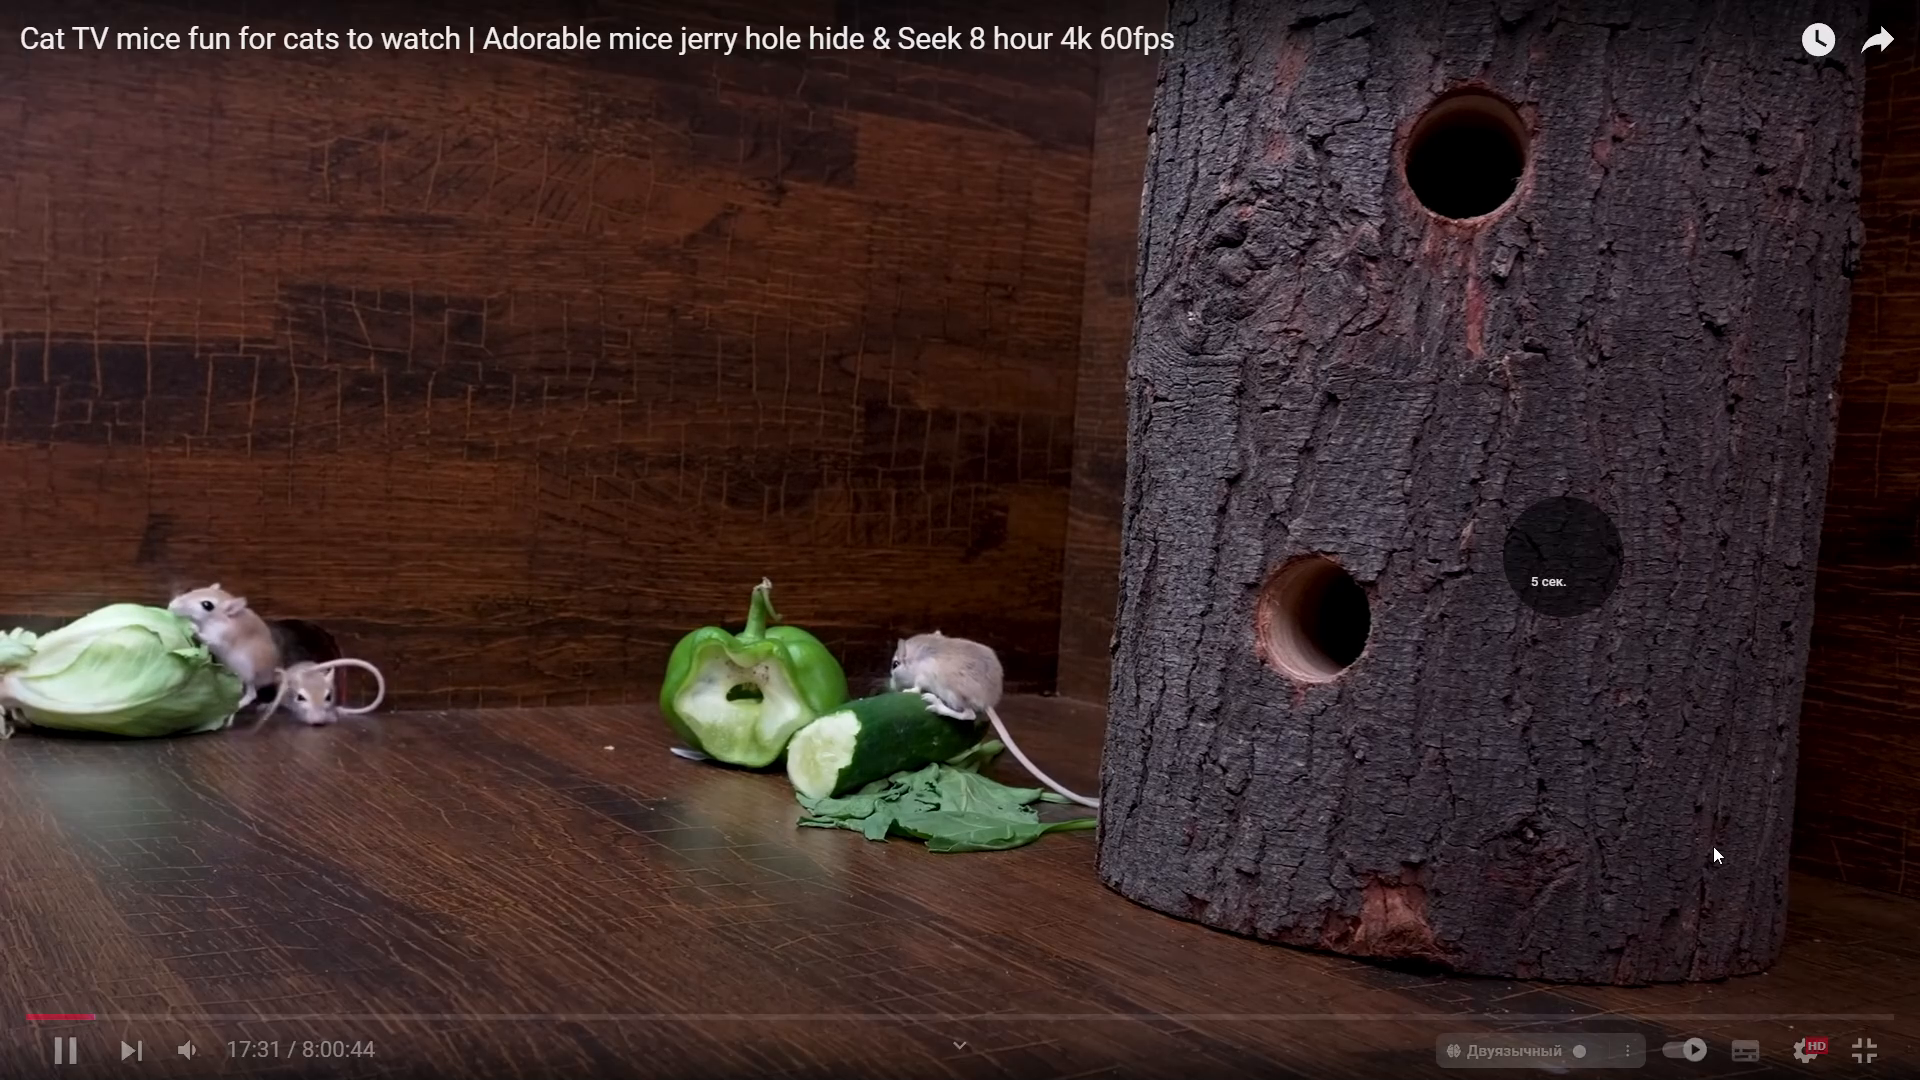 Cat TV mice fun for cats to watch | Adorable mice jerry hole hide & Seek 8 hour 4k 60fps
5 сек.
17:31 / 8:00:44
Двуязычный
HD